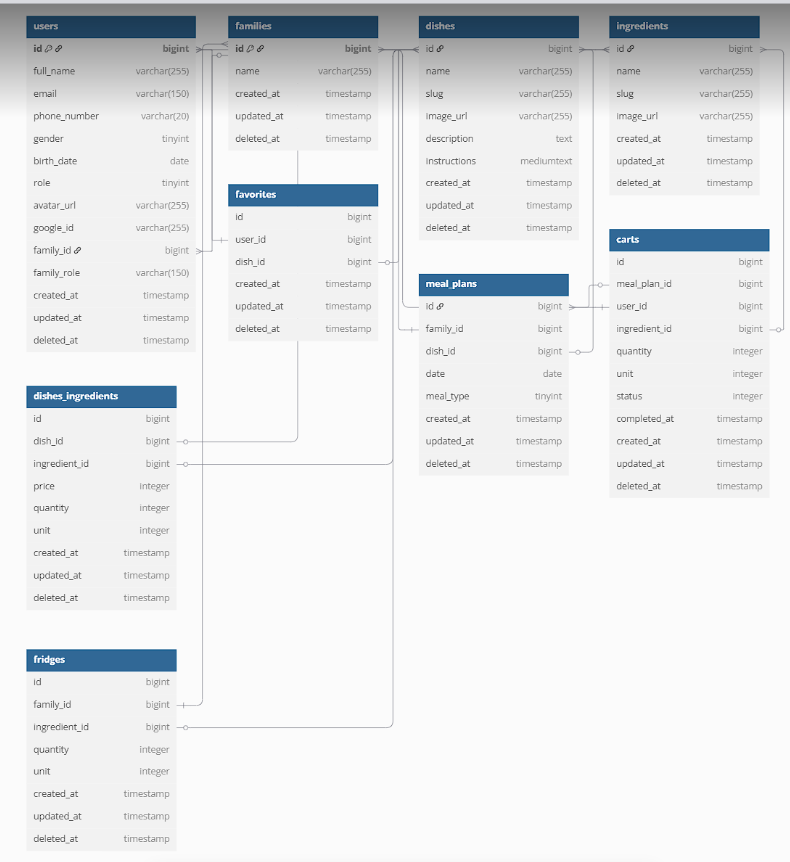 users
id bigint
full_name varchar(255)
email varchar(150)
phone_number varchar(20)
gender tinyint
birth_date date
role tinyint
avatar_url varchar(255)
google_id varchar(255)
family_id bigint
family_role varchar(150)
created_at timestamp
updated_at timestamp
deleted_at timestamp
families
id bigint
name varchar(255)
created_at timestamp
updated_at timestamp
deleted_at timestamp
favorites
id bigint
user_id bigint
dish_id bigint
created_at timestamp
updated_at timestamp
deleted_at timestamp
dishes
id bigint
name varchar(255)
slug varchar(255)
image_url varchar(255)
description text
instructions mediumtext
created_at timestamp
updated_at timestamp
deleted_at timestamp
ingredients
id bigint
name varchar(255)
slug varchar(255)
image_url varchar(255)
created_at timestamp
updated_at timestamp
deleted_at timestamp
meal_plans
id bigint
family_id bigint
dish_id bigint
date date
meal_type tinyint
created_at timestamp
updated_at timestamp
deleted_at timestamp
carts
id bigint
meal_plan_id bigint
user_id bigint
ingredient_id bigint
quantity integer
unit integer
status integer
completed_at timestamp
created_at timestamp
updated_at timestamp
deleted_at timestamp
dishes_ingredients
id bigint
dish_id bigint
ingredient_id bigint
price integer
quantity integer
unit integer
created_at timestamp
updated_at timestamp
deleted_at timestamp
fridges
id bigint
family_id bigint
ingredient_id bigint
quantity integer
unit integer
created_at timestamp
updated_at timestamp
deleted_at timestamp